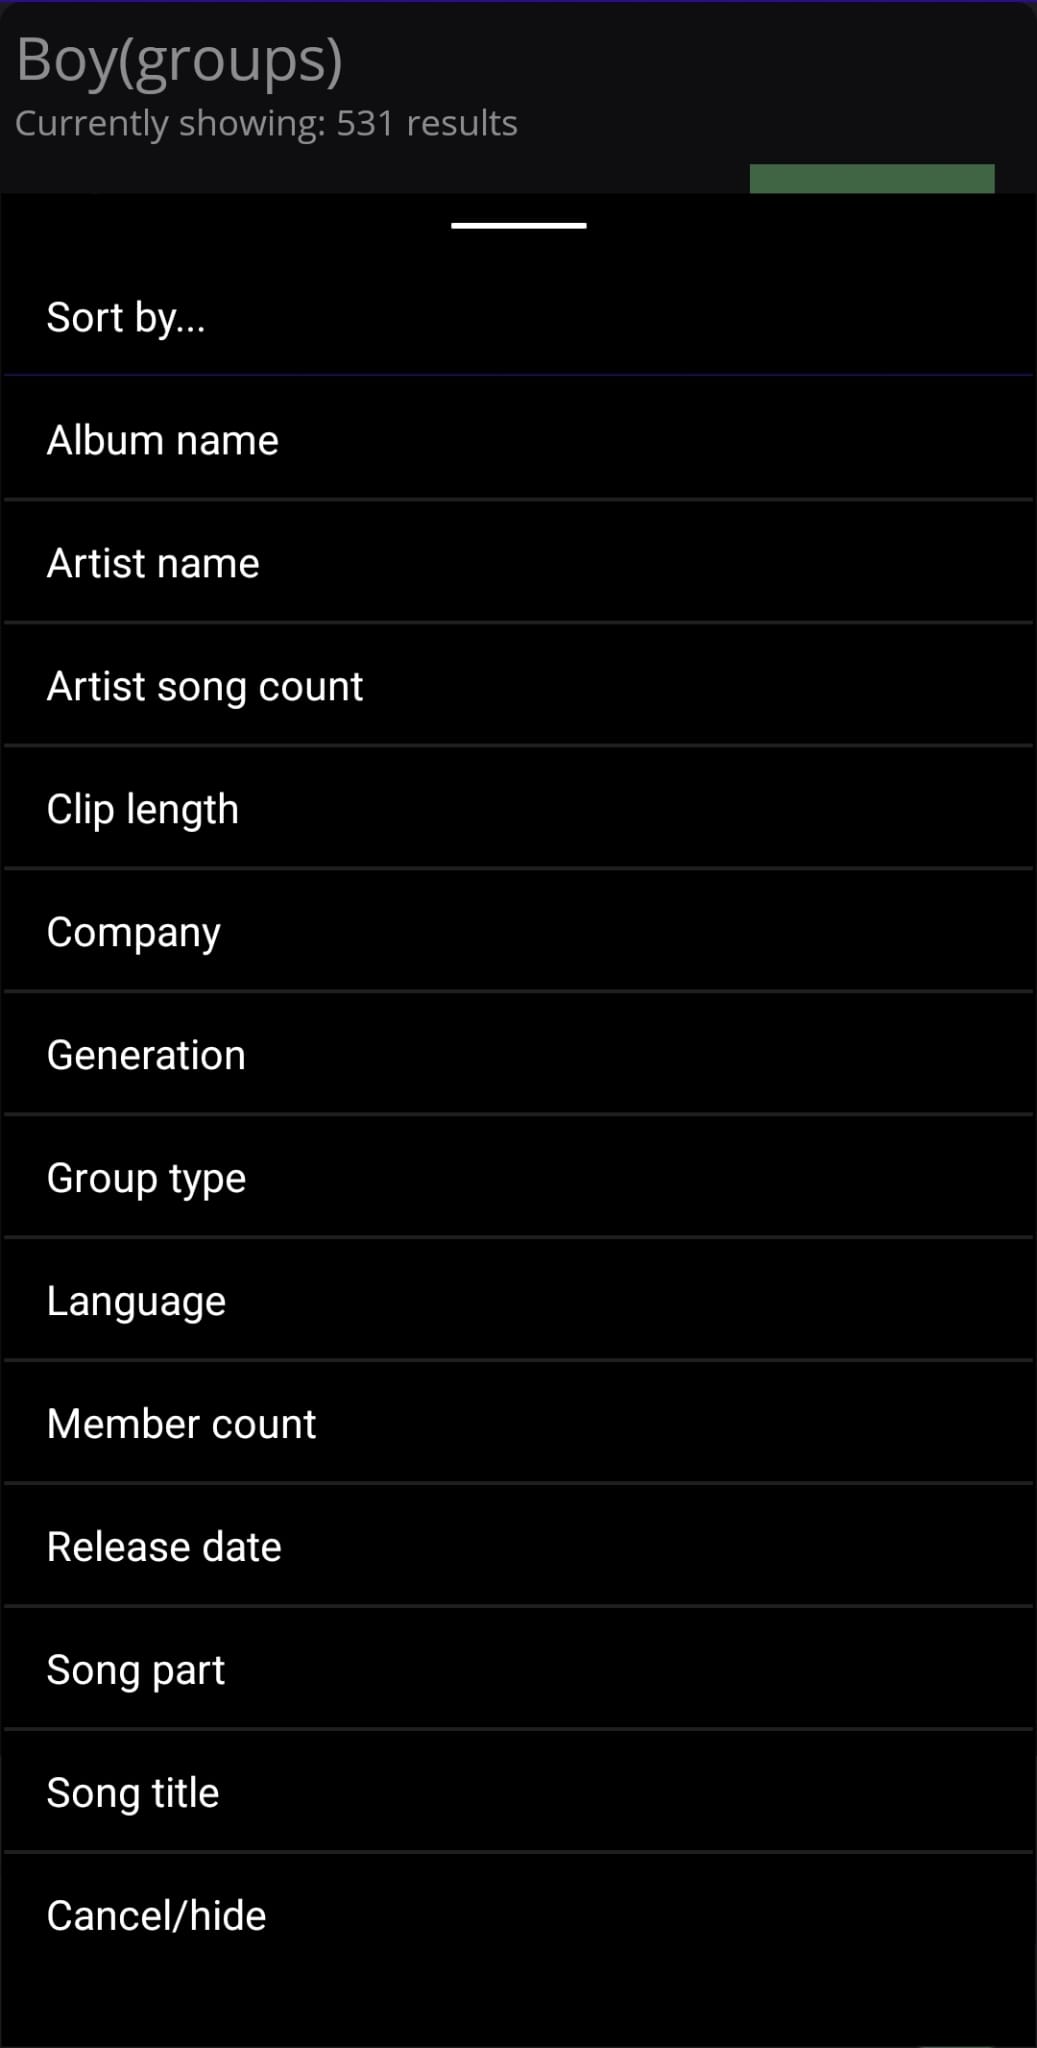 Boy(groups)
Currently showing: 531 results
Sort by...
Album name
Artist name
Artist song count
Clip length
Company
Generation
Group type
Language
Member count
Release date
Song part
Song title
Cancel/hide